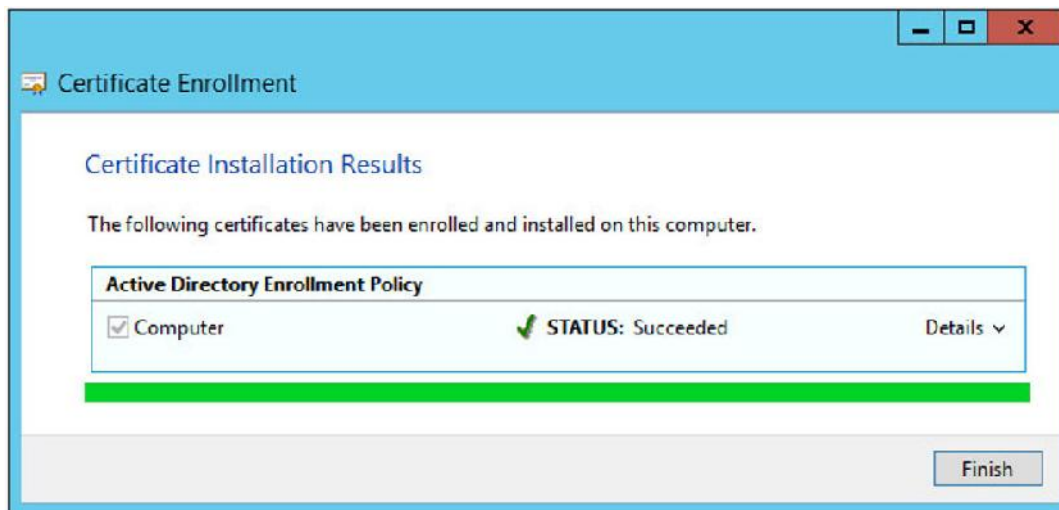 Certificate Enrollment
Certificate Installation Results
The following certificates have been enrolled and installed on this computer.
Active Directory Enrollment Policy
Computer STATUS: Succeeded Details
Finish